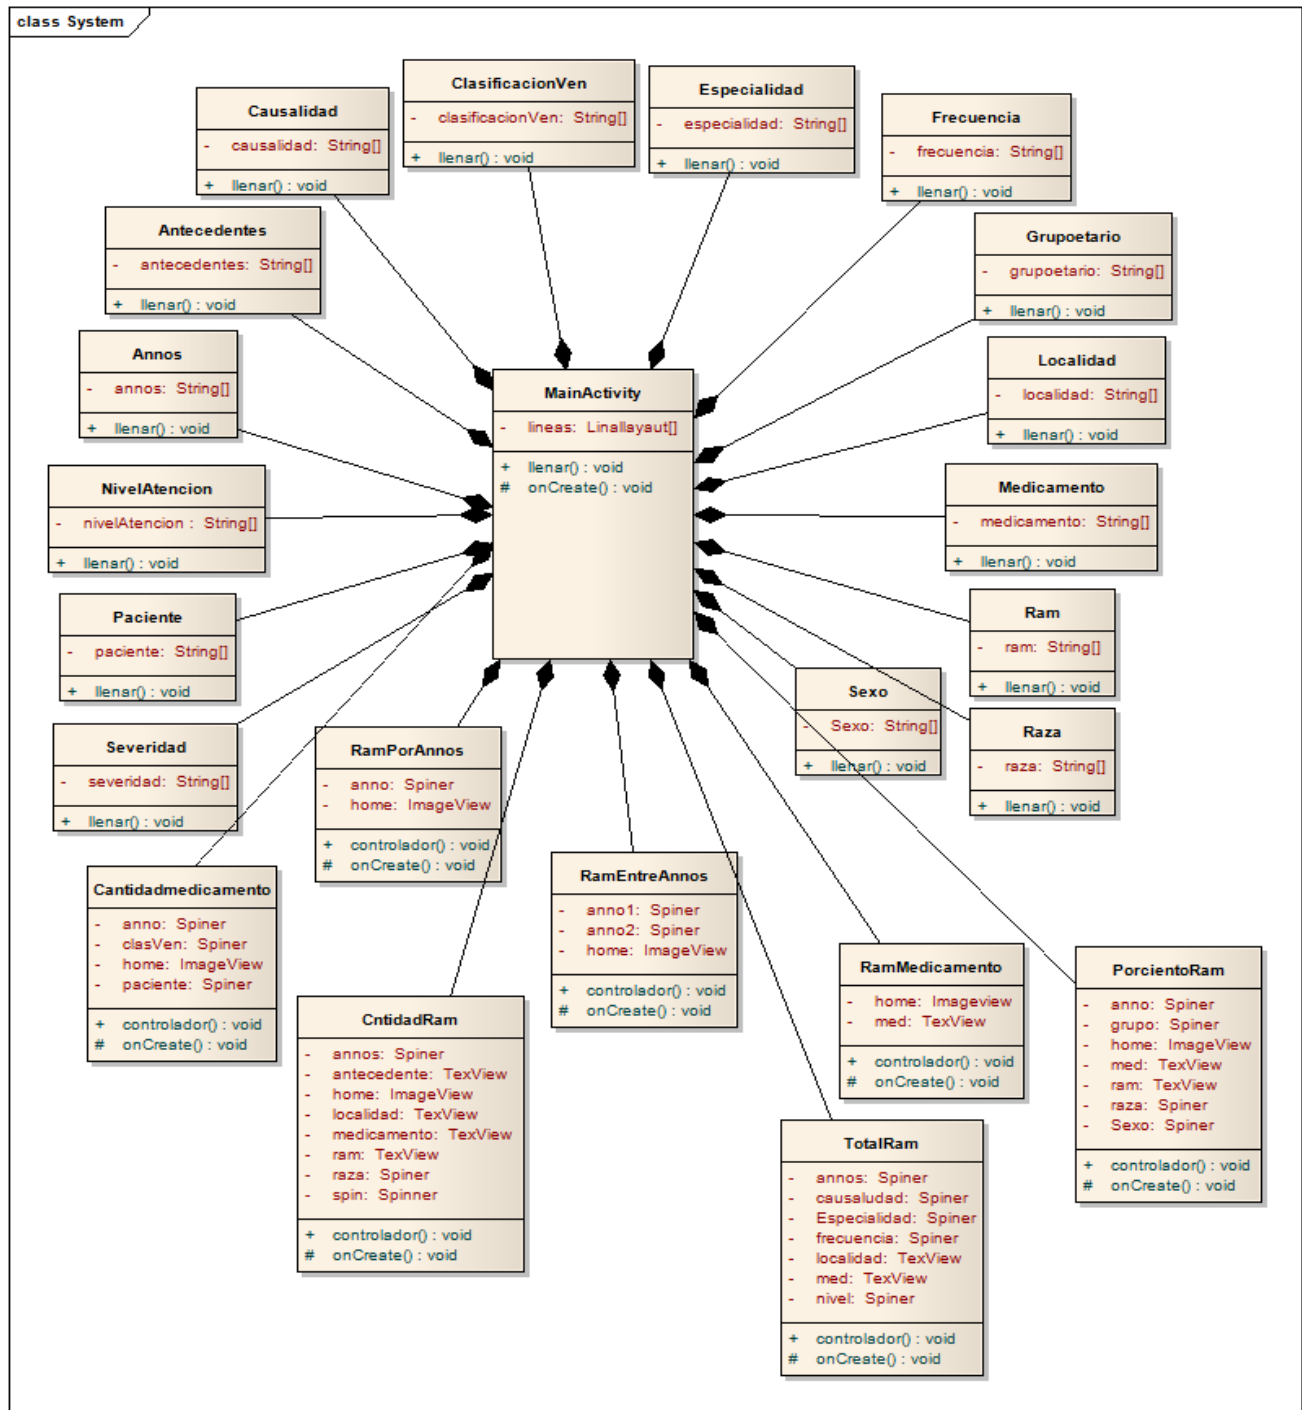 class System
Causalidad
- causalidad: String[]
+ llenar() : void
ClasificacionVen
- clasificacionVen: String[]
+ llenar() : void
Especialidad
- especialidad: String[]
+ llenar() : void
Frecuencia
- frecuencia: String[]
+ llenar() : void
Antecedentes
- antecedentes: String[]
+ llenar() : void
Grupoetario
- grupoetario: String[]
+ llenar() : void
Annos
- annos: String[]
+ llenar() : void
Localidad
- localidad: String[]
+ llenar() : void
MainActivity
- lineas: Linallayaut[]
+ llenar() : void
# onCreate() : void
NivelAtencion
- nivelAtencion : String[]
+ llenar() : void
Medicamento
- medicamento: String[]
+ llenar() : void
Paciente
- paciente: String[]
+ llenar() : void
Ram
- ram: String[]
+ llenar() : void
Sexo
- Sexo: String[]
+ llenar() : void
Raza
- raza: String[]
+ llenar() : void
Severidad
- severidad: String[]
+ llenar() : void
RamPorAnnos
- anno: Spiner
- home: ImageView
+ controlador() : void
# onCreate() : void
Cantidadmedicamento
- anno: Spiner
- clasVen: Spiner
- home: ImageView
- paciente: Spiner
+ controlador() : void
# onCreate() : void
RamEntreAnnos
- anno1: Spiner
- anno2: Spiner
- home: ImageView
+ controlador() : void
# onCreate() : void
RamMedicamento
- home: Imageview
- med: TexView
+ controlador() : void
# onCreate() : void
PorcientoRam
- anno: Spiner
- grupo: Spiner
- home: ImageView
- med: TexView
- ram: TexView
- raza: Spiner
- Sexo: Spiner
+ controlador() : void
# onCreate() : void
CntidadRam
- annos: Spiner
- antecedente: TexView
- home: ImageView
- localidad: TexView
- medicamento: TexView
- ram: TexView
- raza: Spiner
- spin: Spinner
+ controlador() : void
# onCreate() : void
TotalRam
- annos: Spiner
- causaludad: Spiner
- Especialidad: Spiner
- frecuencia: Spiner
- localidad: TexView
- med: TexView
- nivel: Spiner
+ controlador() : void
# onCreate() : void